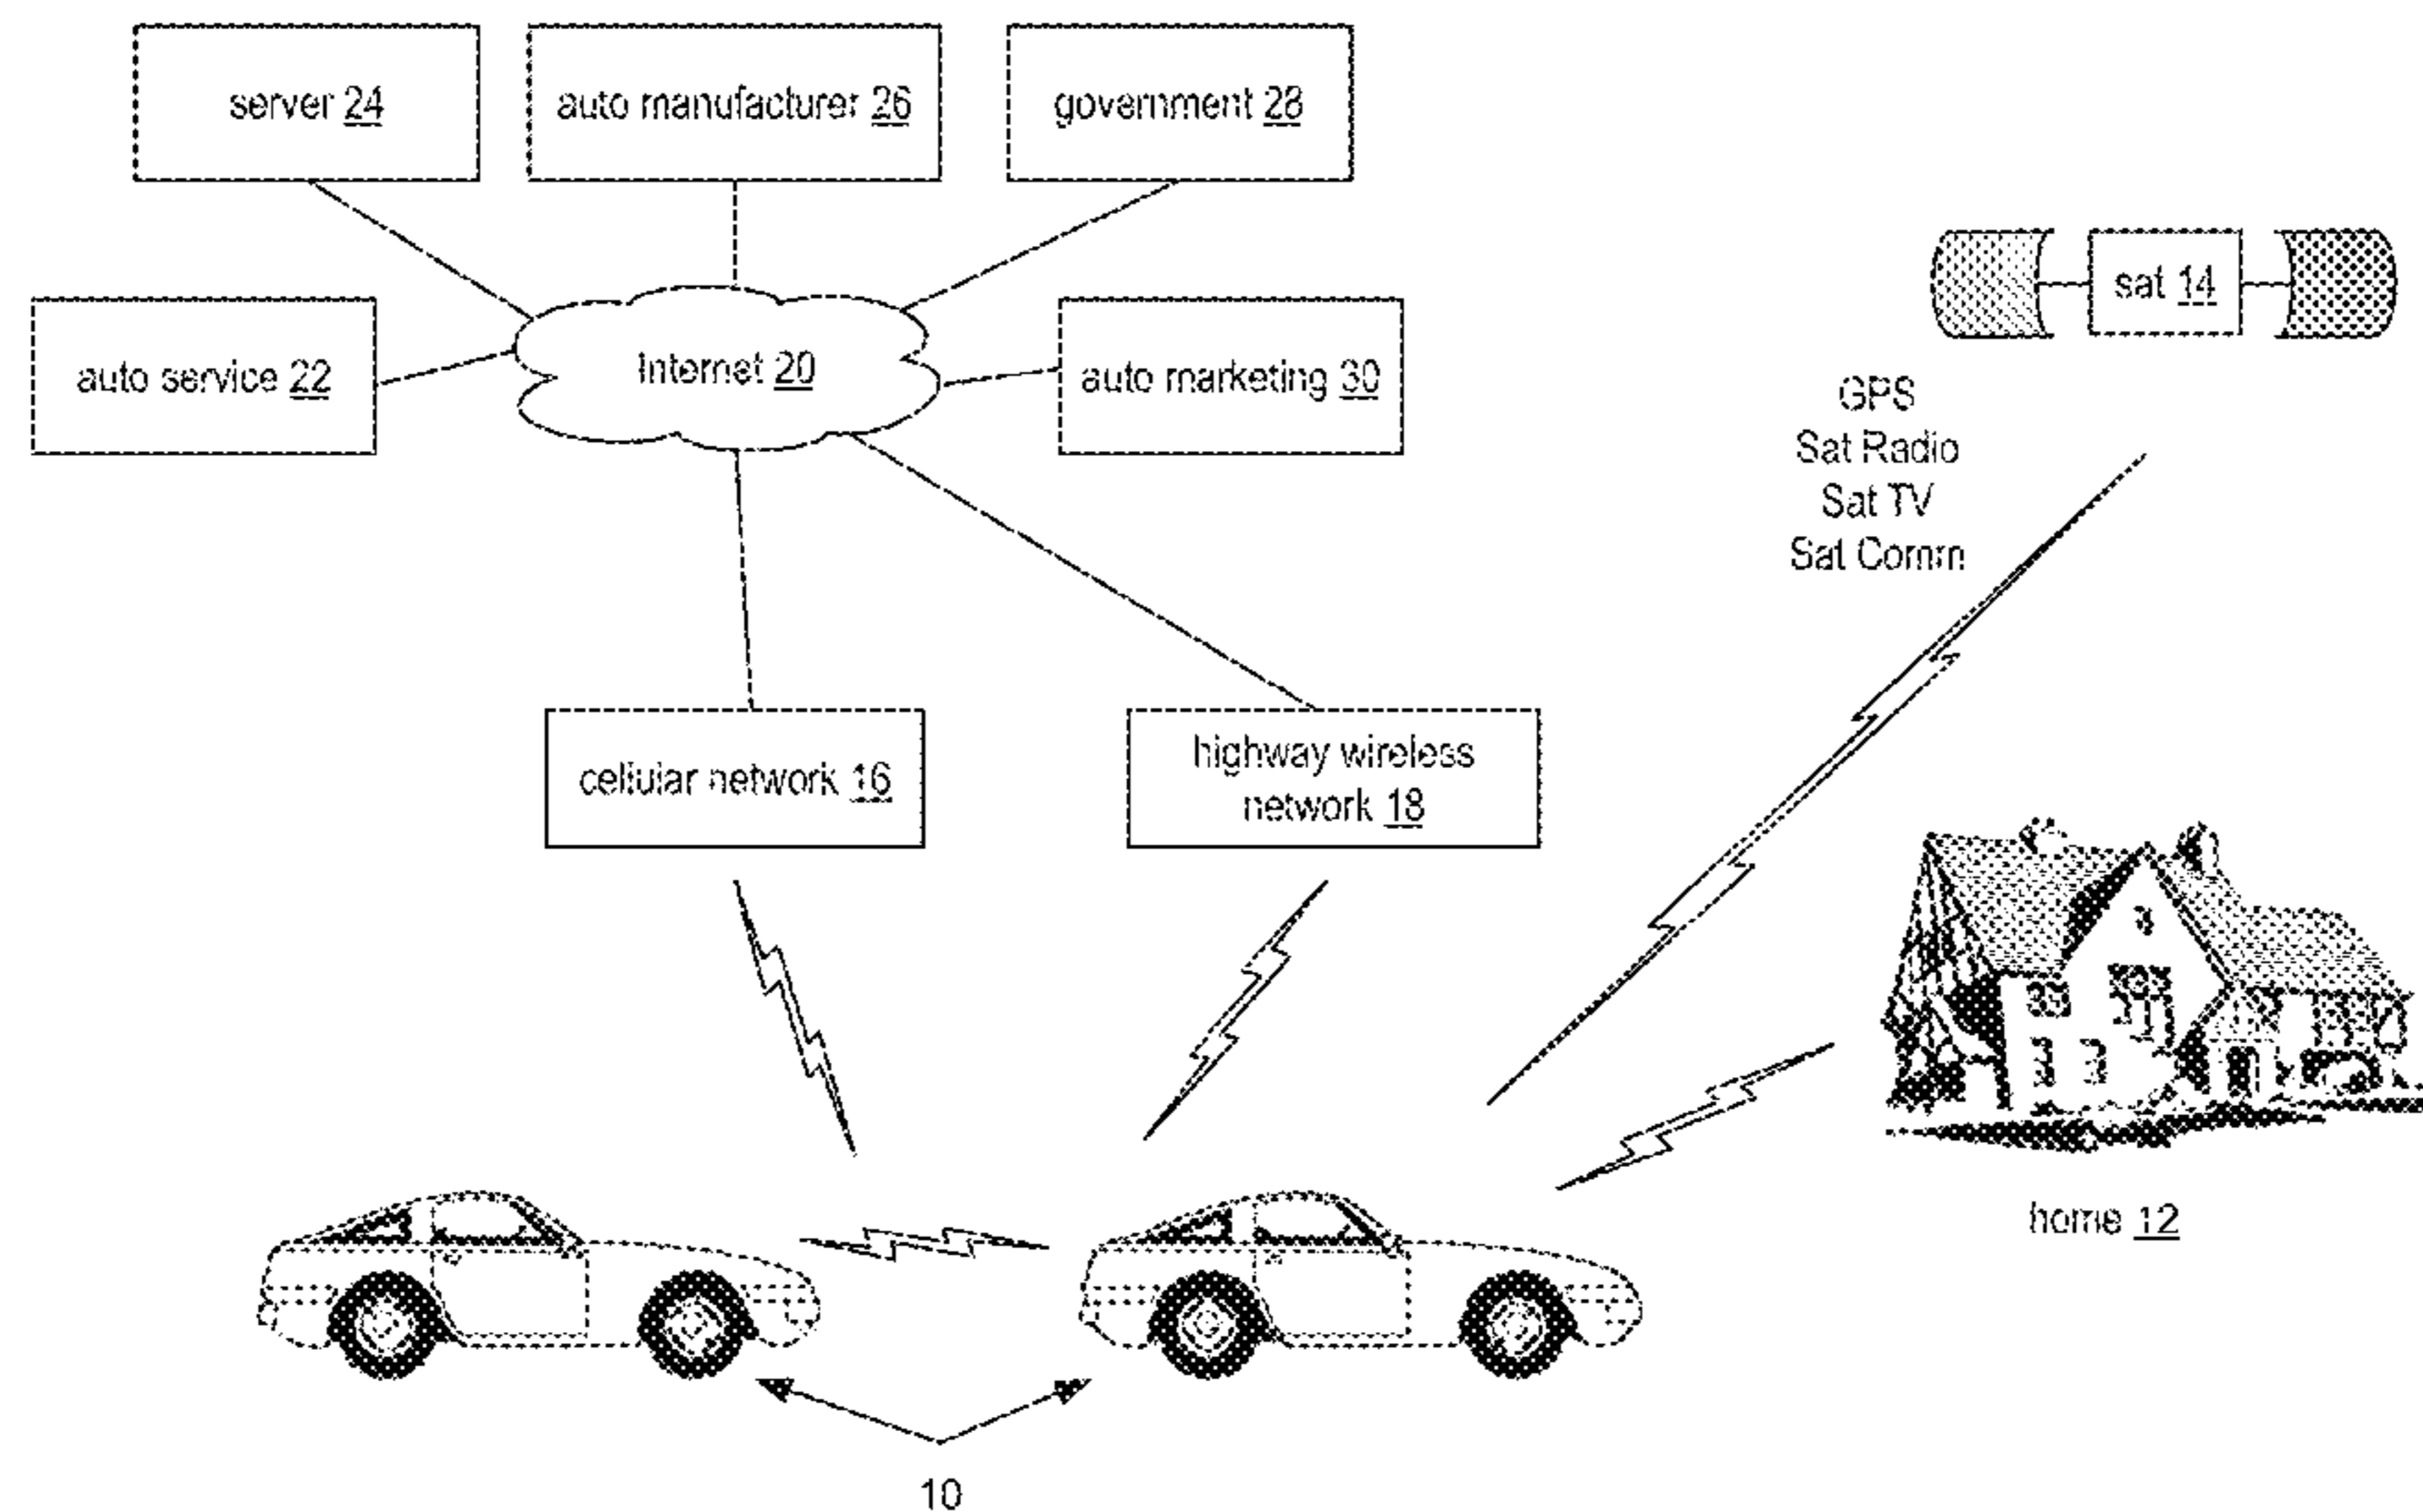 server 24
auto manufacturer 26
government 28
sat 14
auto service 22
Internet 20
auto marketing 30
GPS
Sat Radio
Sat TV
Sat Comm
cellular network 16
highway wireless
network 18
home 12
10